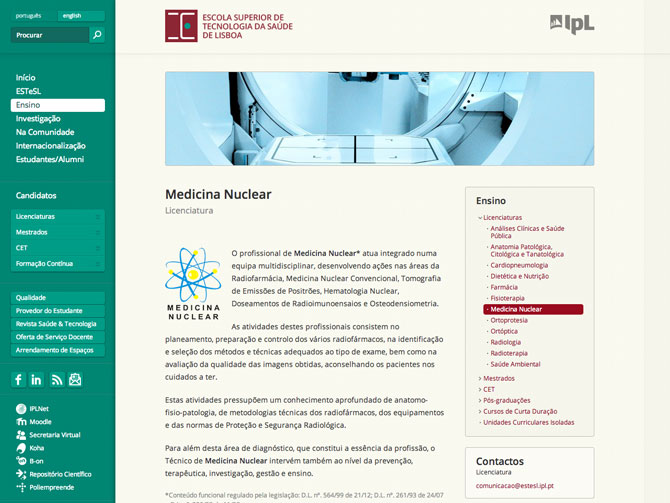 português
english
Procurar
Início
ESTeSL
Ensino
Investigação
Na Comunidade
Internacionalização
Estudantes/Alumni
Candidatos
Licenciaturas
Mestrados
CET
Formação Contínua
Qualidade
Provedor do Estudante
Revista Saúde & Tecnologia
Oferta de Serviço Docente
Arrendamento de Espaços
IPLNet
Moodle
Secretaria Virtual
Koha
B-on
Repositório Científico
Poliempreende
ESCOLA SUPERIOR DE
TECNOLOGIA DA SAÚDE
DE LISBOA
IPL
Medicina Nuclear
Licenciatura
MEDICINA
NUCLEAR
O profissional de Medicina Nuclear* atua integrado numa
equipa multidisciplinar, desenvolvendo ações nas áreas da
Radiofarmácia, Medicina Nuclear Convencional, Tomografia
de Emissões de Positrões, Hematologia Nuclear,
Doseamentos de Radioimunoensaios e Osteodensiometria.
As atividades destes profissionais consistem no
planeamento, preparação e controlo dos vários radiofármacos, na identificação
e seleção dos métodos e técnicas adequados ao tipo de exame, bem como na
avaliação da qualidade das imagens obtidas, aconselhando os pacientes nos
cuidados a ter.
Estas atividades pressupõem um conhecimento aprofundado de anatomo-
fisio-patologia, de metodologias técnicas dos radiofármacos, dos equipamentos
e das normas de Proteção e Segurança Radiológica.
Para além desta área de diagnóstico, que constitui a essência da profissão, o
Técnico de Medicina Nuclear intervém também ao nível da prevenção,
terapêutica, investigação, gestão e ensino.
*Conteúdo funcional regulado pela legislação: D.L. nº. 564/99 de 21/12; D.L. nº. 261/93 de 24/07
Ensino
Licenciaturas
Análises Clínicas e Saúde
Pública
Anatomia Patológica,
Citológica e Tanatológica
Cardiopneumologia
Dietética e Nutrição
Farmácia
Fisioterapia
Medicina Nuclear
Ortoprotesia
Ortóptica
Radiologia
Radioterapia
Saúde Ambiental
Mestrados
CET
Pós-graduações
Cursos de Curta Duração
Unidades Curriculares Isoladas
Contactos
Licenciatura
comunicacao@estesl.ipl.pt